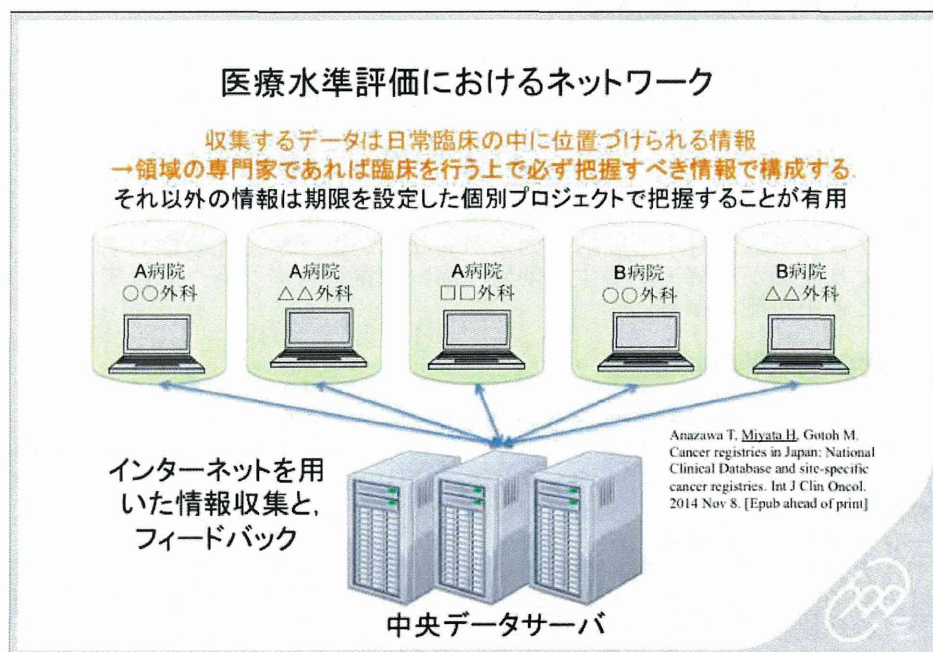 医療水準評価におけるネットワーク
収集するデータは日常臨床の中に位置づけられる情報
→領域の専門家であれば臨床を行う上で必ず把握すべき情報で構成する.
それ以外の情報は期限を設定した個別プロジェクトで把握することが有用
A病院
○○外科
A病院
△△外科
A病院
□□外科
B病院
○○外科
B病院
△△外科
Anazawa T, Miyata H, Gotoh M.
Cancer registries in Japan: National
Clinical Database and site-specific
cancer registries. Int J Clin Oncol.
2014 Nov 8. [Epub ahead of print]
インターネットを用
いた情報収集と,
フィードバック
中央データサーバ